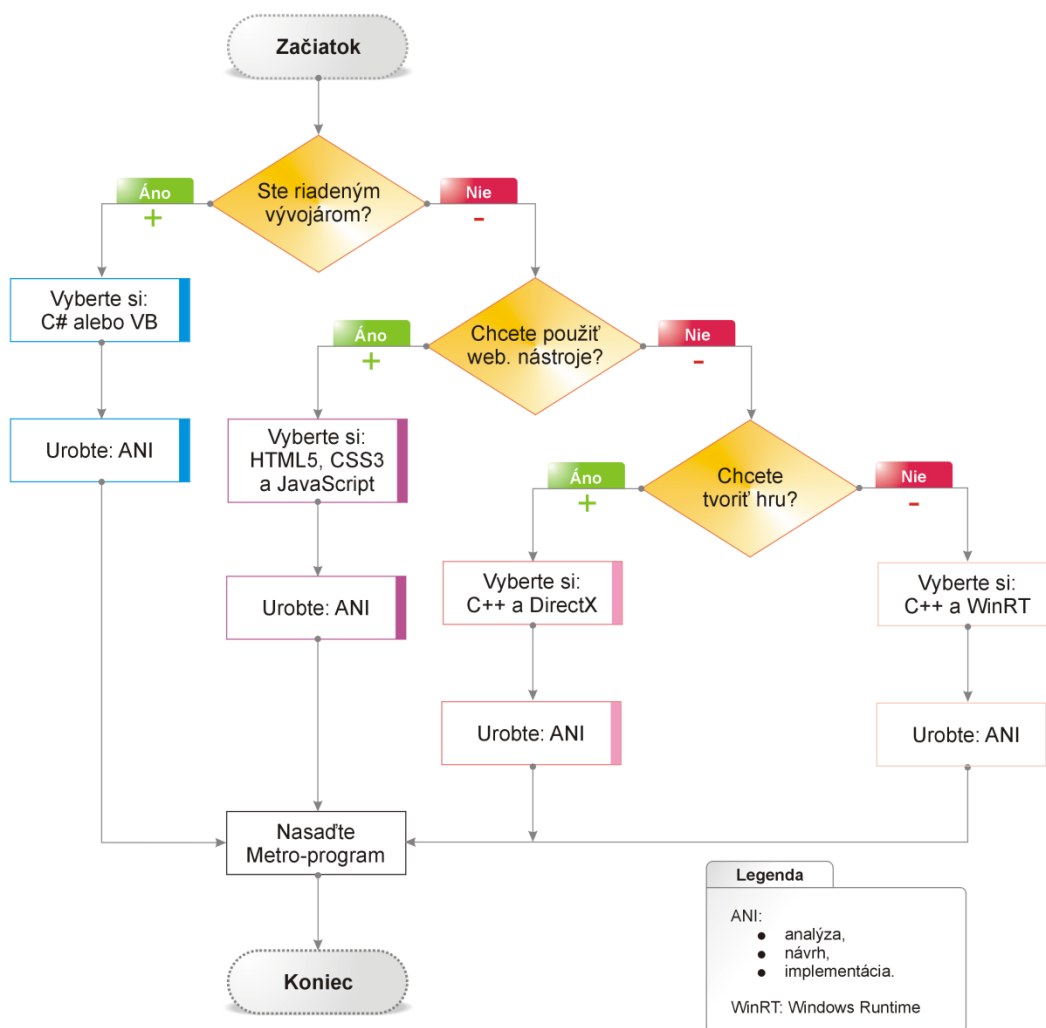 Začiatok
Ste riadeným
vývojárom?
Áno
+
Nie
-
Vyberte si:
C# alebo VB
Urobte: ANI
Chcete použiť
web. nástroje?
Áno
+
Nie
-
Vyberte si:
HTML5, CSS3
a JavaScript
Urobte: ANI
Chcete
tvoriť hru?
Áno
+
Nie
-
Vyberte si:
C++ a DirectX
Urobte: ANI
Vyberte si:
C++ a WinRT
Urobte: ANI
Nasaďte
Metro-program
Koniec
Legenda
ANI:
● analýza,
● návrh,
● implementácia.
WinRT: Windows Runtime